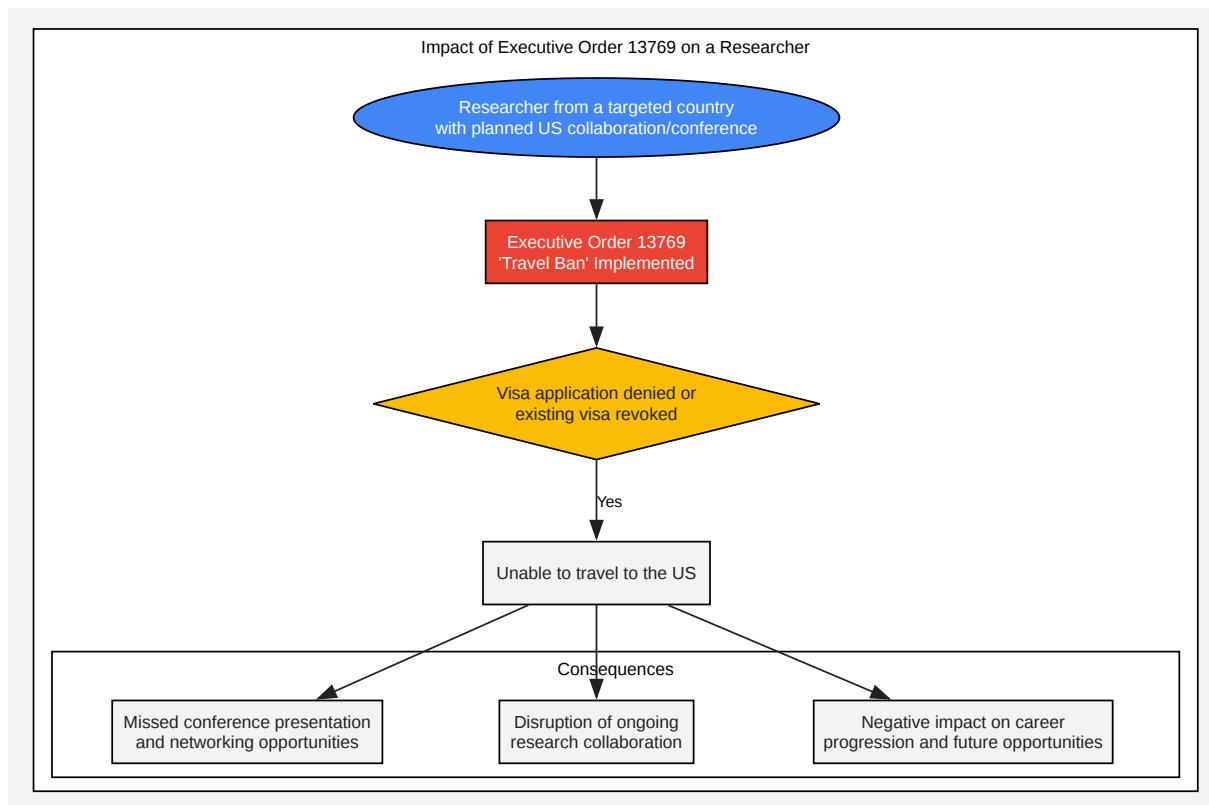 Impact of Executive Order 13769 on a Researcher
Researcher from a targeted country
with planned US collaboration/conference
Executive Order 13769
'Travel Ban' Implemented
Visa application denied or
existing visa revoked
Yes
Unable to travel to the US
Consequences
Missed conference presentation
and networking opportunities
Disruption of ongoing
research collaboration
Negative impact on career
progression and future opportunities